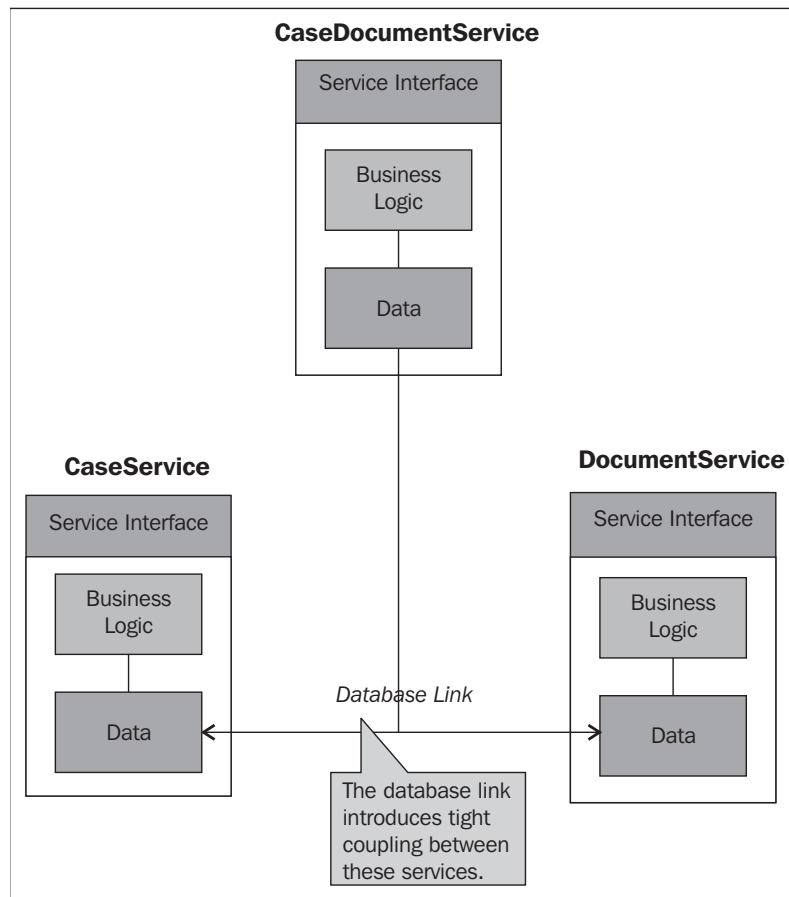 CaseDocumentService
Service Interface
Business
Logic
Data
CaseService
Service Interface
Business
Logic
Data
DocumentService
Service Interface
Business
Logic
Data
Database Link
The database link
introduces tight
coupling between
these services.